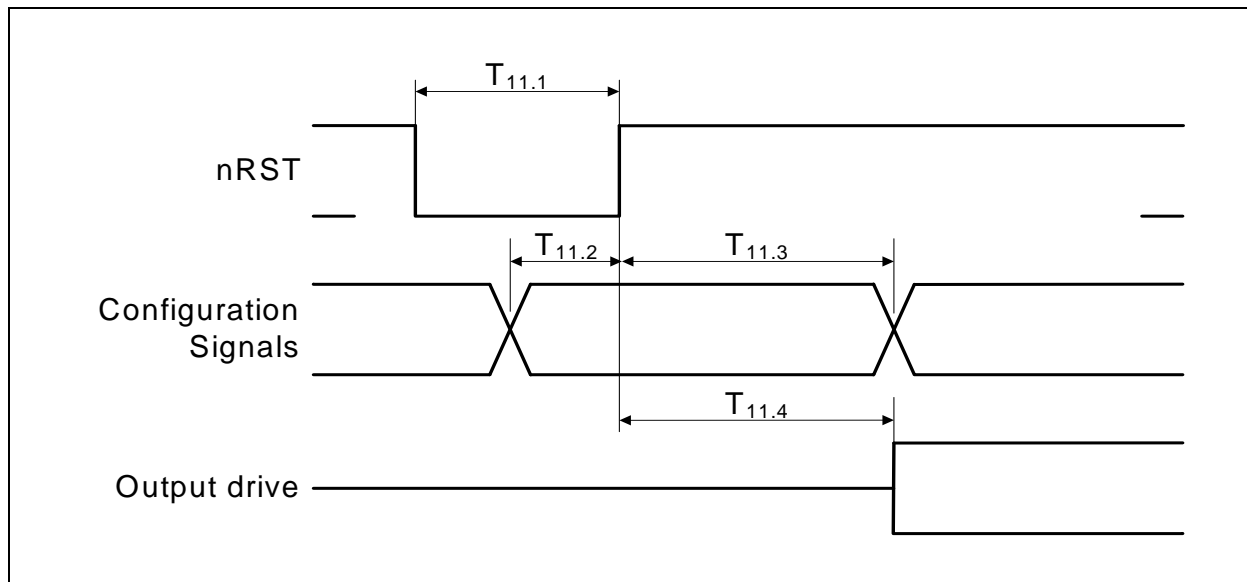 T11.1
nRST
T11.2
T11.3
Configuration
Signals
T11.4
Output drive